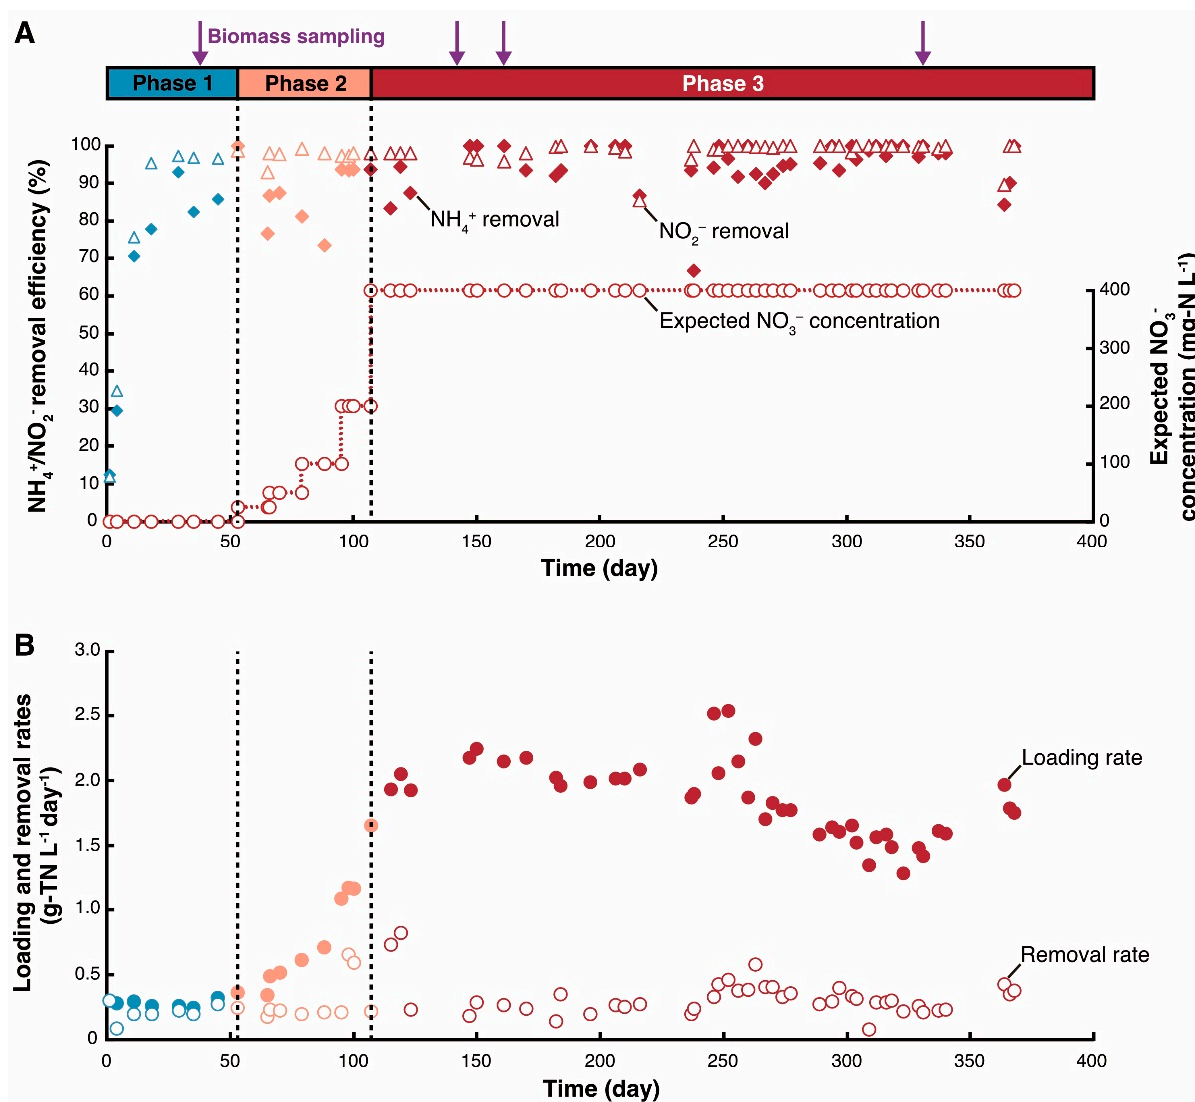 A
Biomass sampling
Phase 1
Phase 2
Phase 3
NH₄⁺/NO₂⁻ removal efficiency (%)
100
90
80
70
60
50
40
30
20
10
0
NH₄⁺ removal
NO₂⁻ removal
Expected NO₃⁻ concentration
400
300
200
100
0
Expected NO₃⁻
concentration (mg-N L⁻¹)
0 50 100 150 200 250 300 350 400
Time (day)
B
Loading and removal rates
(g-TN L⁻¹ day⁻¹)
3.0
2.5
2.0
1.5
1.0
0.5
0
Loading rate
Removal rate
0 50 100 150 200 250 300 350 400
Time (day)